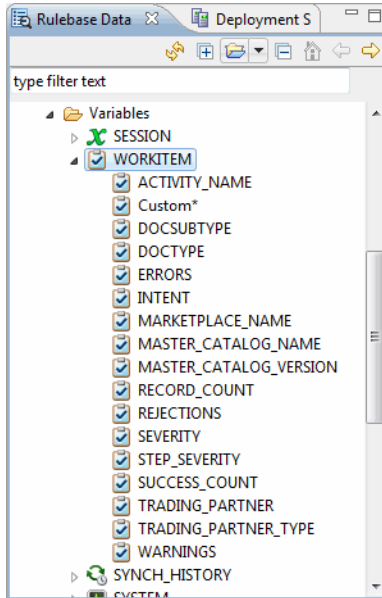 Rulebase Data Deployment S
type filter text
Variables
SESSION
WORKITEM
ACTIVITY_NAME
Custom*
DOCSUBTYPE
DOCTYPE
ERRORS
INTENT
MARKETPLACE_NAME
MASTER_CATALOG_NAME
MASTER_CATALOG_VERSION
RECORD_COUNT
REJECTIONS
SEVERITY
STEP_SEVERITY
SUCCESS_COUNT
TRADING_PARTNER
TRADING_PARTNER_TYPE
WARNINGS
SYNCH_HISTORY
SYSTEM